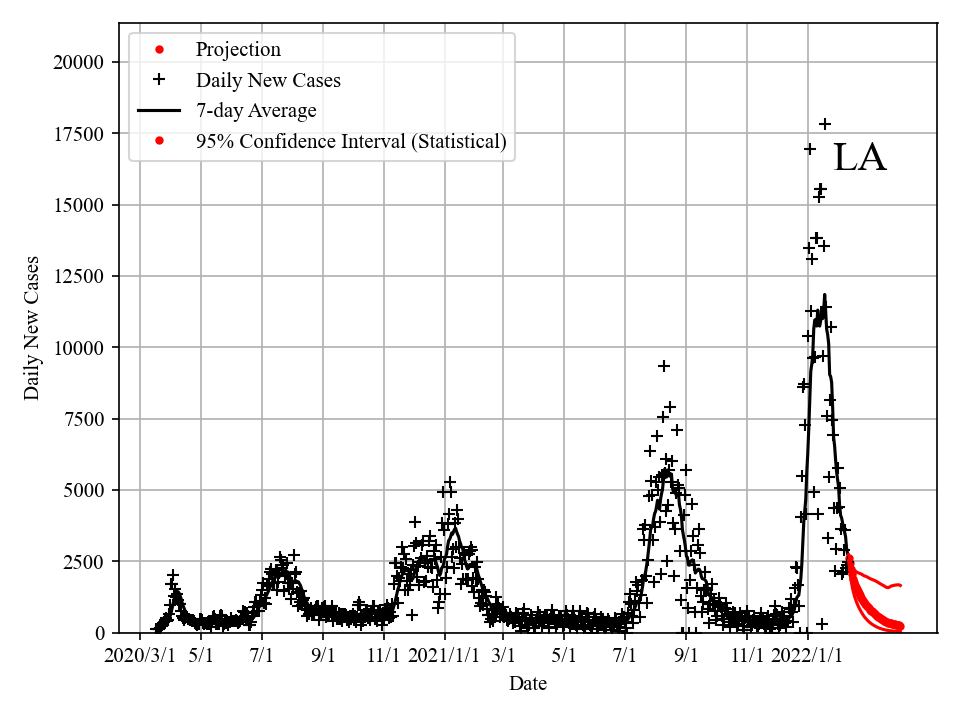 Projection
Daily New Cases
7-day Average
95% Confidence Interval (Statistical)
LA
Daily New Cases
20000
17500
15000
12500
10000
7500
5000
2500
0
2020/3/1 5/1 7/1 9/1 11/1 2021/1/1 3/1 5/1 7/1 9/1 11/1 2022/1/1
Date